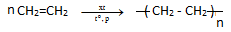 n CH₂=CH₂ xt t°, p —(CH₂ - CH₂)—n